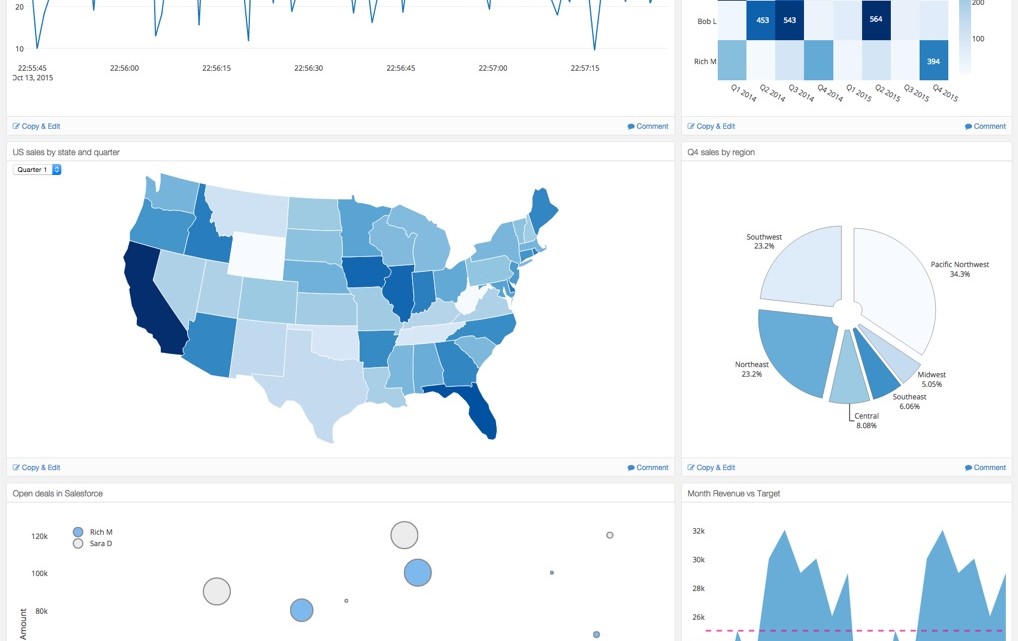 20
10
22:55:45
Oct 13, 2015
22:56:00
22:56:15
22:56:30
22:56:45
22:57:00
22:57:15
Copy & Edit
Comment
Bob L
453
543
564
Rich M
394
Q1 2014
Q2 2014
Q3 2014
Q4 2014
Q1 2015
Q2 2015
Q3 2015
Q4 2015
200
100
Copy & Edit
Comment
US sales by state and quarter
Quarter 1
Copy & Edit
Comment
Q4 sales by region
Southwest
23.2%
Pacific Northwest
34.3%
Northeast
23.2%
Midwest
5.05%
Southeast
6.06%
Central
8.08%
Copy & Edit
Comment
Open deals in Salesforce
Rich M
Sara D
120k
100k
80k
Amount
Month Revenue vs Target
32k
30k
28k
26k